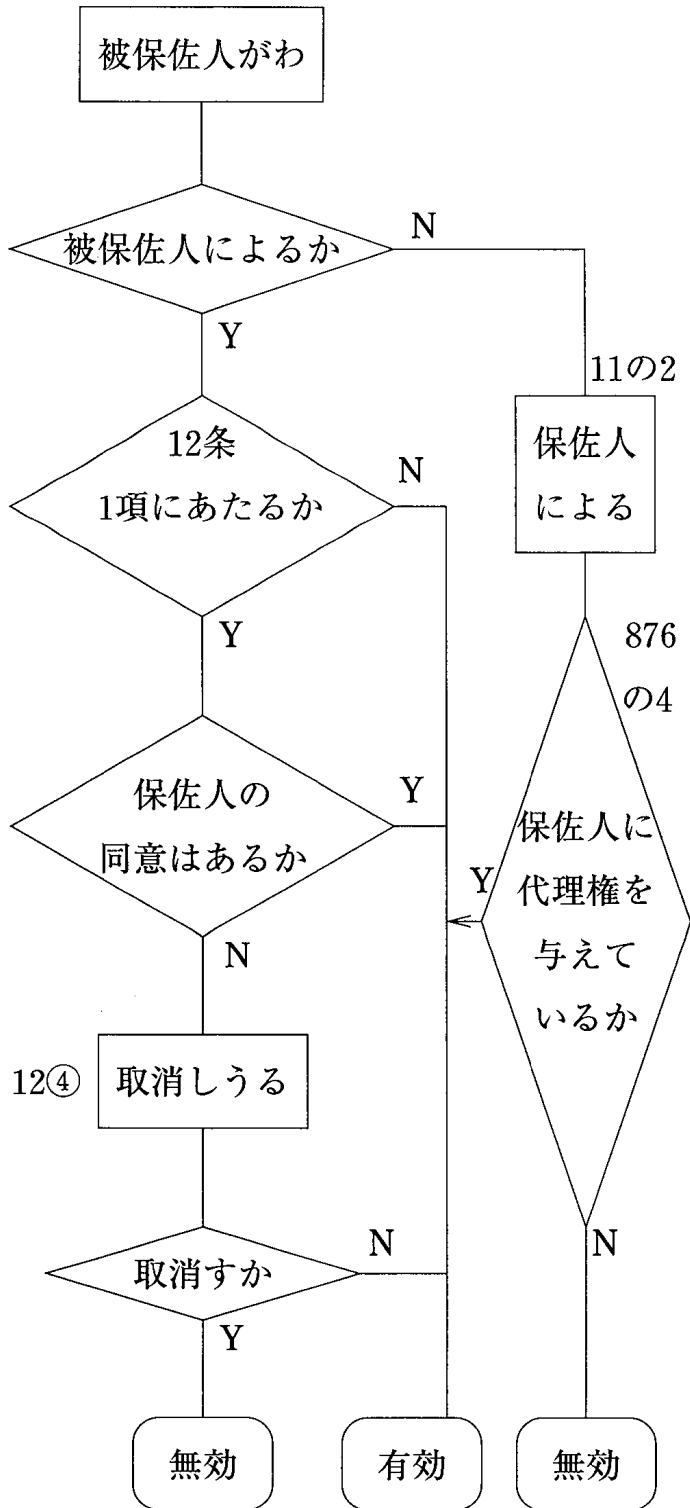 被保佐人がわ
被保佐人によるか
N
Y
11の2
保佐人
による
12条
1項にあたるか
N
Y
876
の4
保佐人の
同意はあるか
Y
N
保佐人に
代理権を
与えて
いるか
Y
N
12④
取消しうる
取消すか
N
Y
無効
有効
無効